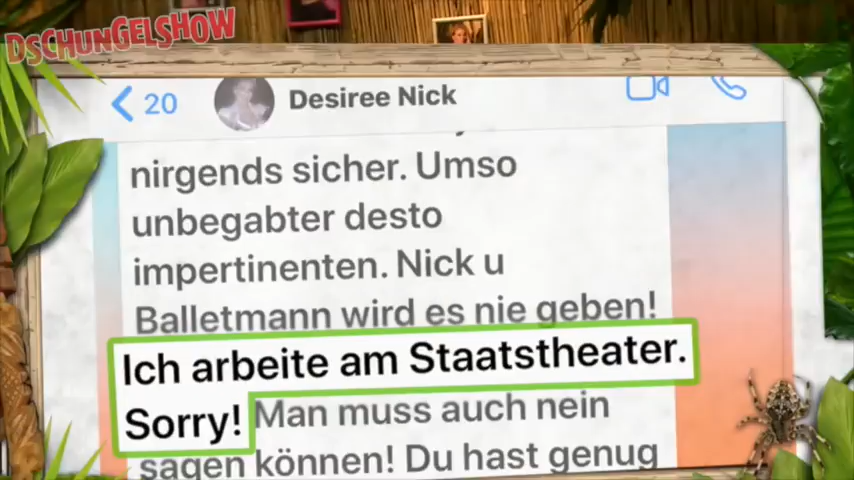 DSCHUNGELSHOW
20
Desiree Nick
nirgends sicher. Umso
unbegabter desto
impertinenten. Nick u
Balletmann wird es nie geben!
Ich arbeite am Staatstheater.
Sorry! Man muss auch nein
sagen können! Du hast genug